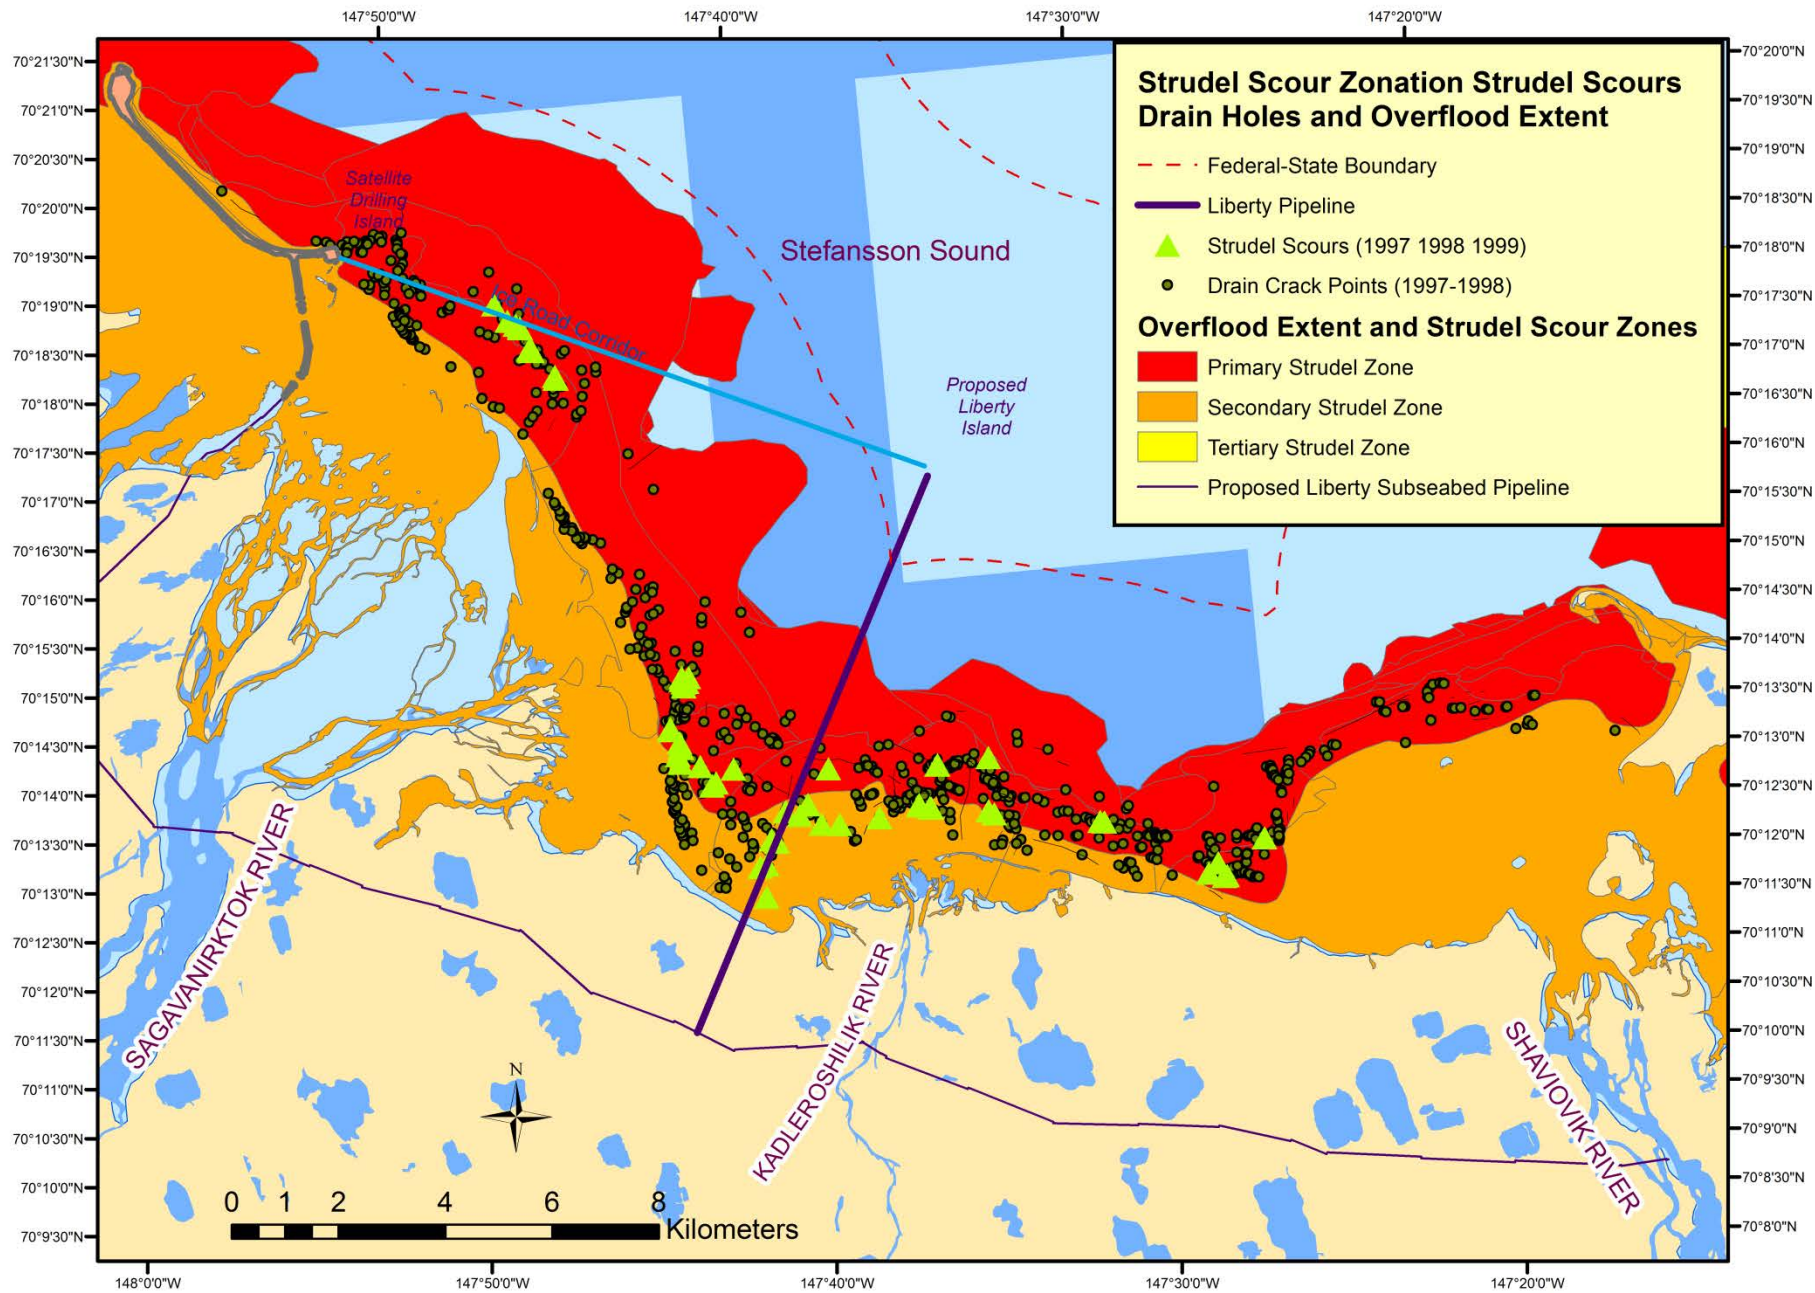 147°50'0"W
147°40'0"W
147°30'0"W
147°20'0"W
70°21'30"N
70°21'0"N
70°20'30"N
70°20'0"N
70°19'30"N
70°19'0"N
70°18'30"N
70°18'0"N
70°17'30"N
70°17'0"N
70°16'30"N
70°16'0"N
70°15'30"N
70°15'0"N
70°14'30"N
70°14'0"N
70°13'30"N
70°13'0"N
70°12'30"N
70°12'0"N
70°11'30"N
70°11'0"N
70°10'30"N
70°10'0"N
70°9'30"N
Strudel Scour Zonation Strudel Scours
Drain Holes and Overflood Extent
Federal-State Boundary
Liberty Pipeline
Strudel Scours (1997 1998 1999)
Drain Crack Points (1997-1998)
Overflood Extent and Strudel Scour Zones
Primary Strudel Zone
Secondary Strudel Zone
Tertiary Strudel Zone
Proposed Liberty Subseabed Pipeline
Satellite
Drilling
Island
Stefansson Sound
Ice Road Corridor
Proposed
Liberty
Island
SAGAVANIRKTOK RIVER
KADLEROSHILIK RIVER
SHAVIOVIK RIVER
N
0 1 2 4 6 8
Kilometers
70°20'0"N
70°19'30"N
70°19'0"N
70°18'30"N
70°18'0"N
70°17'30"N
70°17'0"N
70°16'30"N
70°16'0"N
70°15'30"N
70°15'0"N
70°14'30"N
70°14'0"N
70°13'30"N
70°13'0"N
70°12'30"N
70°12'0"N
70°11'30"N
70°11'0"N
70°10'30"N
70°10'0"N
70°9'30"N
70°9'0"N
70°8'30"N
70°8'0"N
148°0'0"W
147°50'0"W
147°40'0"W
147°30'0"W
147°20'0"W